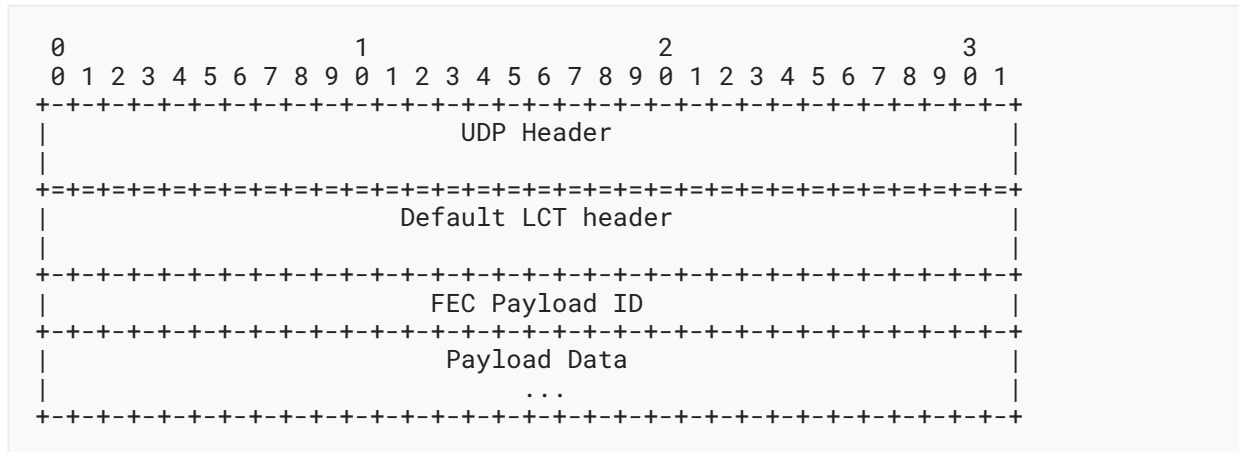 0                   1                   2                   3
 0 1 2 3 4 5 6 7 8 9 0 1 2 3 4 5 6 7 8 9 0 1 2 3 4 5 6 7 8 9 0 1
+-+-+-+-+-+-+-+-+-+-+-+-+-+-+-+-+-+-+-+-+-+-+-+-+-+-+-+-+-+-+-+-+
|                           UDP Header                          |
|                                                               |
+=+=+=+=+=+=+=+=+=+=+=+=+=+=+=+=+=+=+=+=+=+=+=+=+=+=+=+=+=+=+=+=+
|                       Default LCT header                      |
|                                                               |
+-+-+-+-+-+-+-+-+-+-+-+-+-+-+-+-+-+-+-+-+-+-+-+-+-+-+-+-+-+-+-+-+
|                         FEC Payload ID                        |
+-+-+-+-+-+-+-+-+-+-+-+-+-+-+-+-+-+-+-+-+-+-+-+-+-+-+-+-+-+-+-+-+
|                          Payload Data                         |
|                               ...                             |
+-+-+-+-+-+-+-+-+-+-+-+-+-+-+-+-+-+-+-+-+-+-+-+-+-+-+-+-+-+-+-+-+